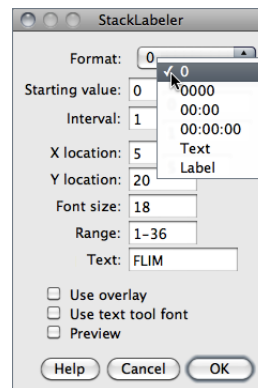 StackLabeler
Format: 0
✓ 0
0000
00:00
00:00:00
Text
Label
Starting value: 0
Interval: 1
X location: 5
Y location: 20
Font size: 18
Range: 1-36
Text: FLIM
Use overlay
Use text tool font
Preview
Help Cancel OK